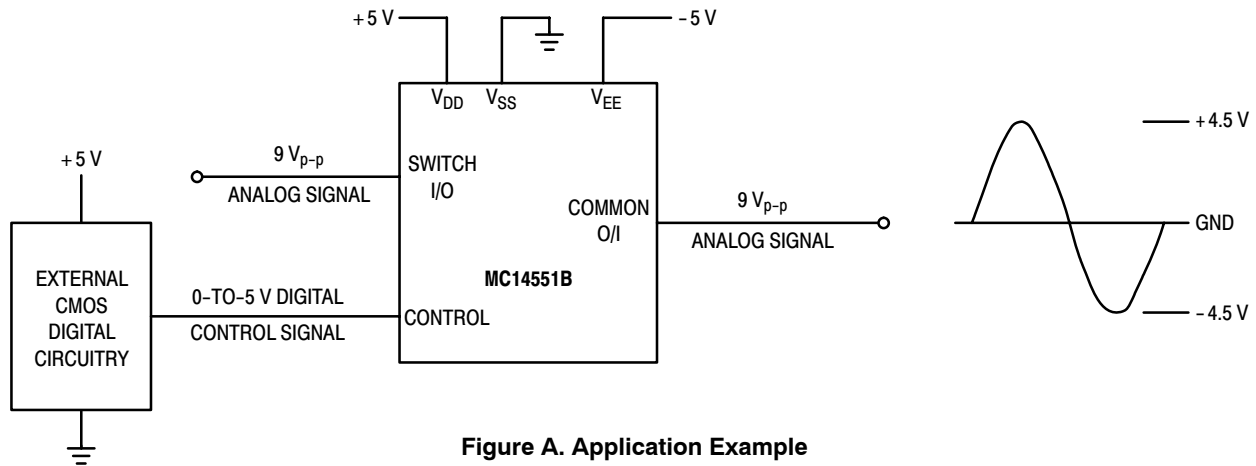 +5 V
–5 V
VDD
VSS
VEE
+5 V
9 Vp–p
ANALOG SIGNAL
SWITCH
I/O
COMMON
O/I
9 Vp–p
ANALOG SIGNAL
+4.5 V
GND
–4.5 V
EXTERNAL
CMOS
DIGITAL
CIRCUITRY
0–TO–5 V DIGITAL
CONTROL SIGNAL
CONTROL
MC14551B
Figure A. Application Example